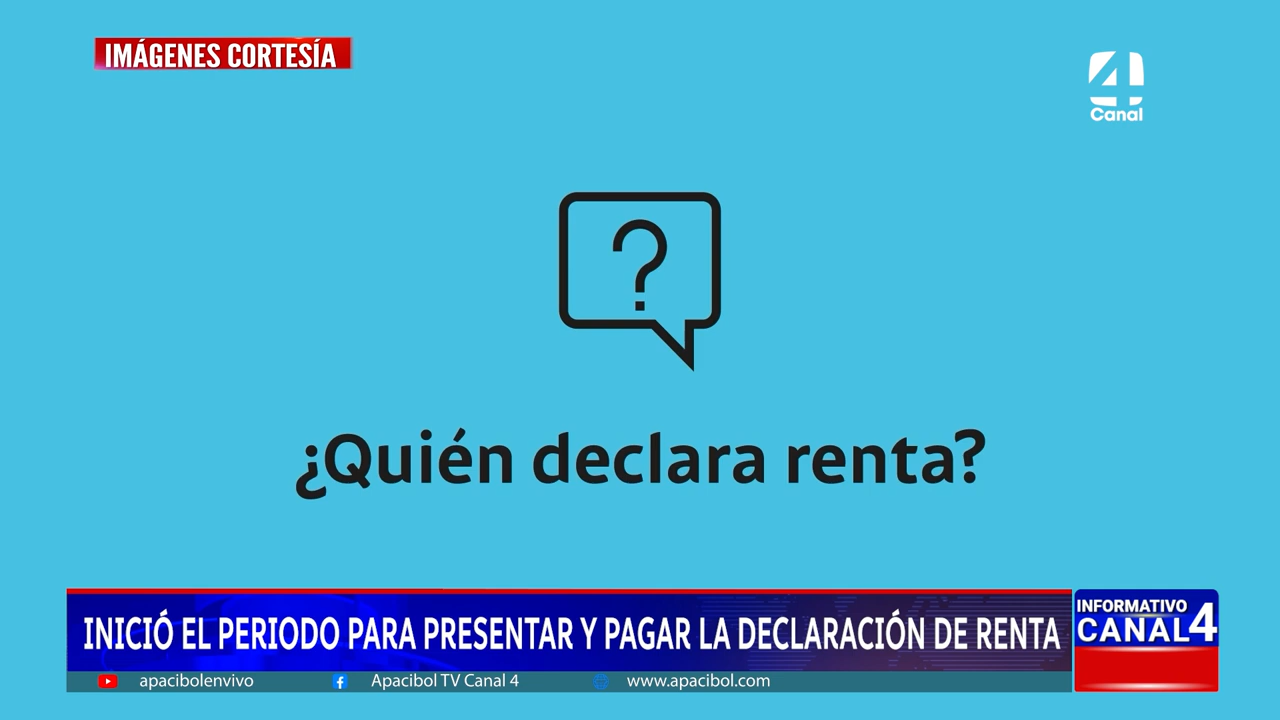 IMÁGENES CORTESÍA
4
Canal
?
¿Quién declara renta?
INICIÓ EL PERIODO PARA PRESENTAR Y PAGAR LA DECLARACIÓN DE RENTA
INFORMATIVO
CANAL4
apacibolenvivo
Apacibol TV Canal 4
www.apacibol.com